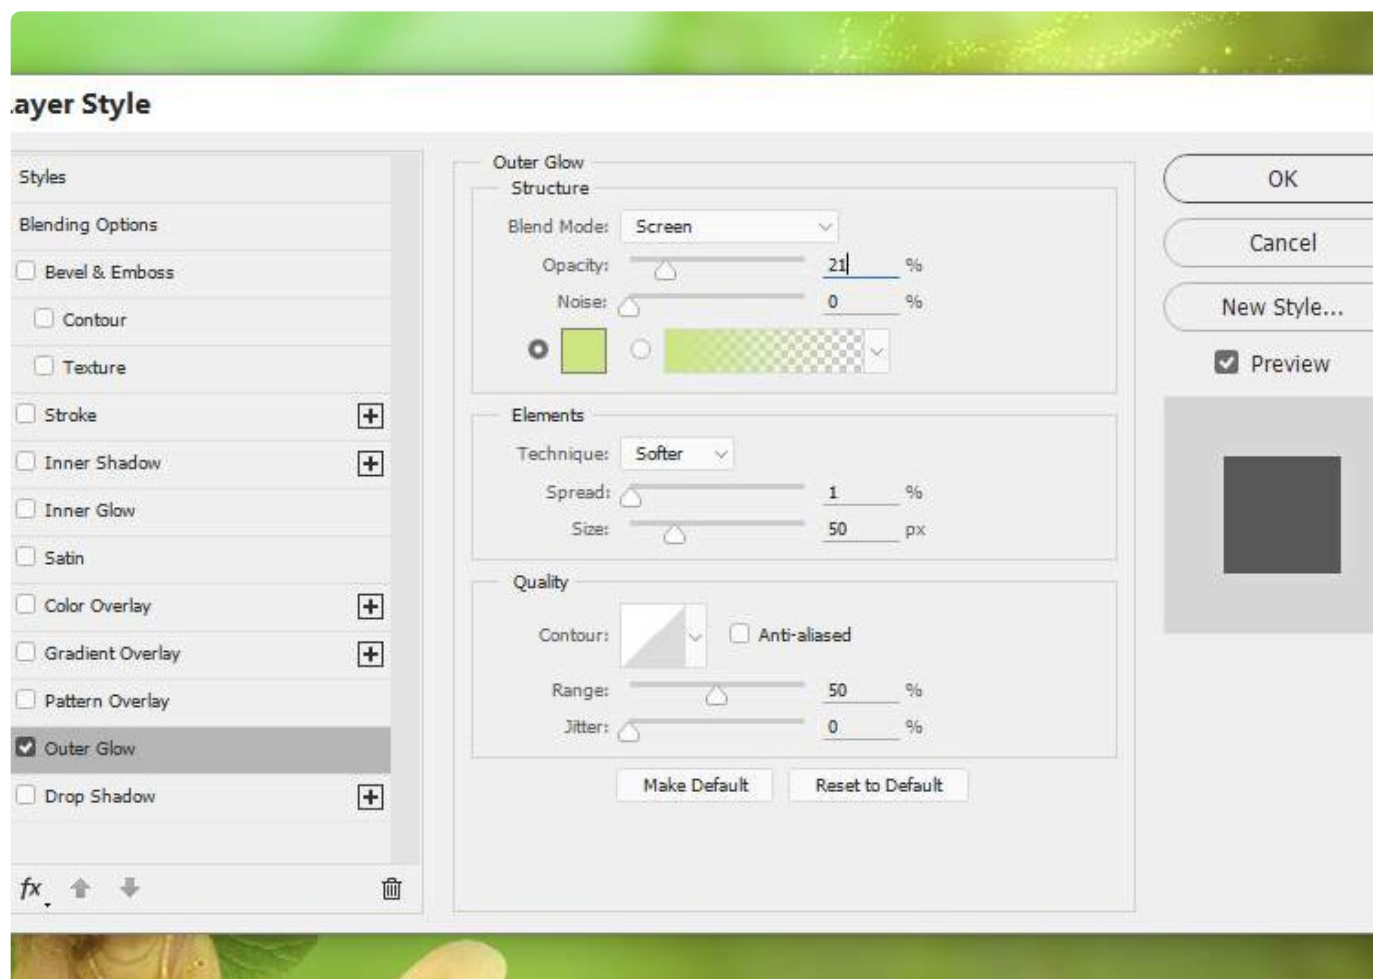 ayer Style
Styles
Blending Options
Bevel & Emboss
Contour
Texture
Stroke
Inner Shadow
Inner Glow
Satin
Color Overlay
Gradient Overlay
Pattern Overlay
Outer Glow
Drop Shadow
fx
Outer Glow
Structure
Blend Mode: Screen
Opacity: 21 %
Noise: 0 %
Elements
Technique: Softer
Spread: 1 %
Size: 50 px
Quality
Contour: Anti-aliased
Range: 50 %
Jitter: 0 %
Make Default Reset to Default
OK
Cancel
New Style...
Preview